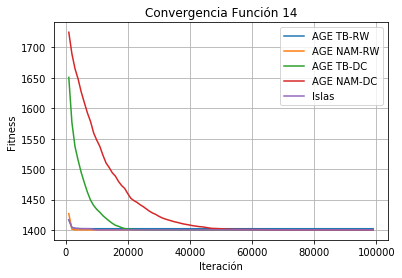 Convergencia Función 14
AGE TB-RW
AGE NAM-RW
AGE TB-DC
AGE NAM-DC
Islas
Fitness
1700
1650
1600
1550
1500
1450
1400
0
20000
40000
60000
80000
100000
Iteración